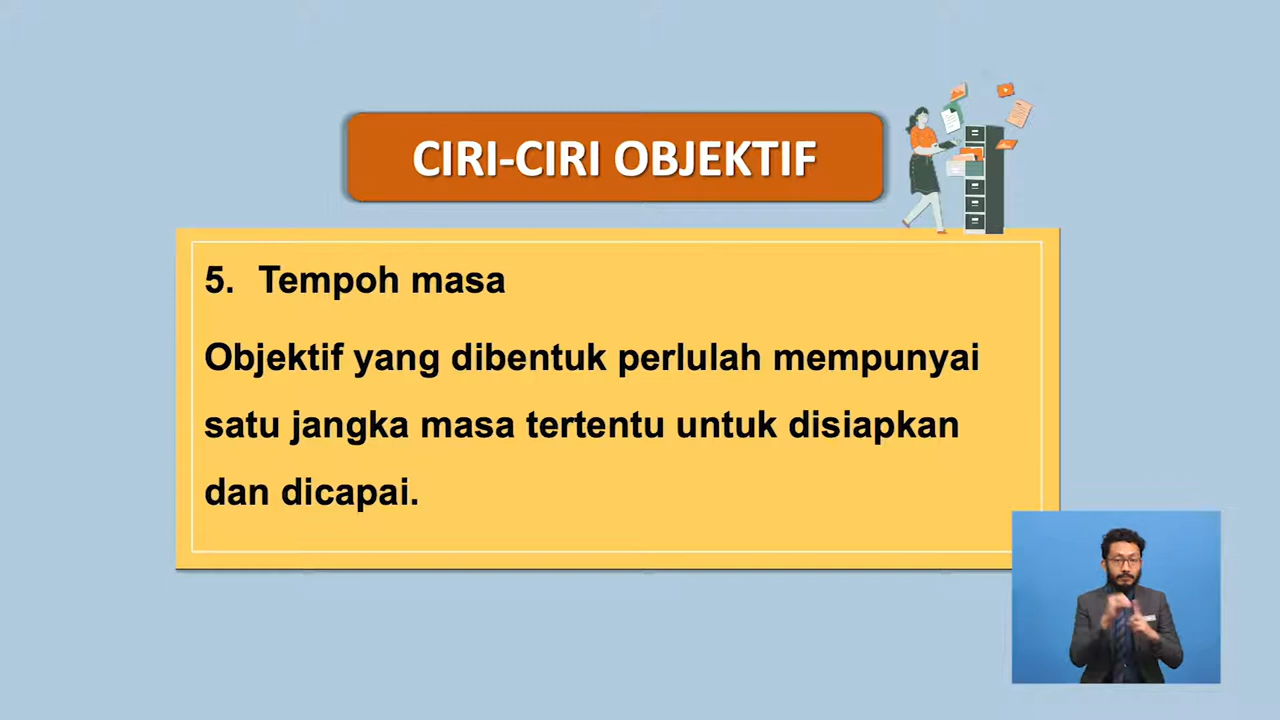 CIRI-CIRI OBJEKTIF
5. Tempoh masa
Objektif yang dibentuk perlulah mempunyai
satu jangka masa tertentu untuk disiapkan
dan dicapai.